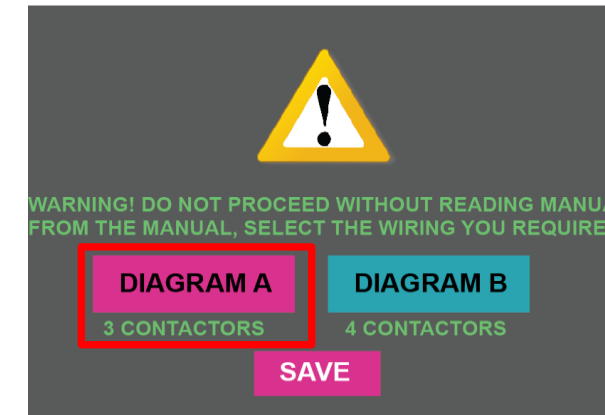 WARNING! DO NOT PROCEED WITHOUT READING
FROM THE MANUAL, SELECT THE WIRING YOU REQUIRE
DIAGRAM A DIAGRAM B
3 CONTACTORS 4 CONTACTORS
SAVE